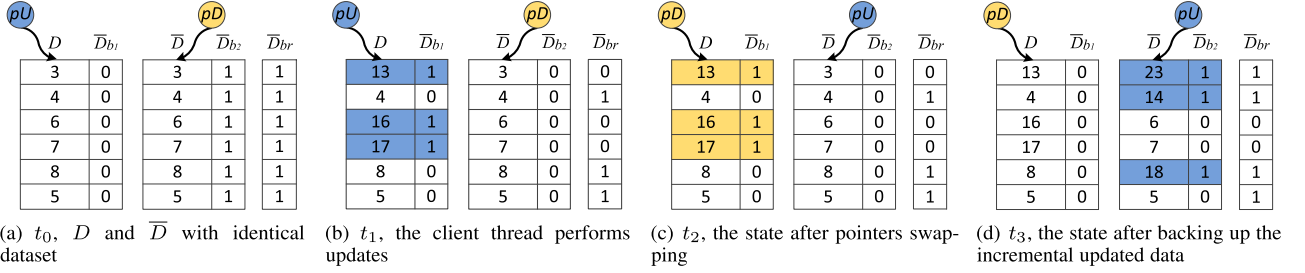 pU pD pU pD pD pU pD pU
D D̅b₁ D̅ D̅b₂ D̅br D D̅b₁ D̅ D̅b₂ D̅br D D̅b₁ D̅ D̅b₂ D̅br D D̅b₁ D̅ D̅b₂ D̅br
3 0 3 1 1 13 1 3 0 0 13 1 3 0 0 13 0 23 1 1
4 0 4 1 1 4 0 4 0 1 4 0 4 0 1 4 0 14 1 1
6 0 6 1 1 16 1 6 0 0 16 1 6 0 0 16 0 6 0 0
7 0 7 1 1 17 1 7 0 0 17 1 7 0 0 17 0 7 0 0
8 0 8 1 1 8 0 8 0 1 8 0 8 0 1 8 0 18 1 1
5 0 5 1 1 5 0 5 0 1 5 0 5 0 1 5 0 5 0 1
(a) t₀, D and D̅ with identical
dataset
(b) t₁, the client thread performs
updates
(c) t₂, the state after pointers swap-
ping
(d) t₃, the state after backing up the
incremental updated data